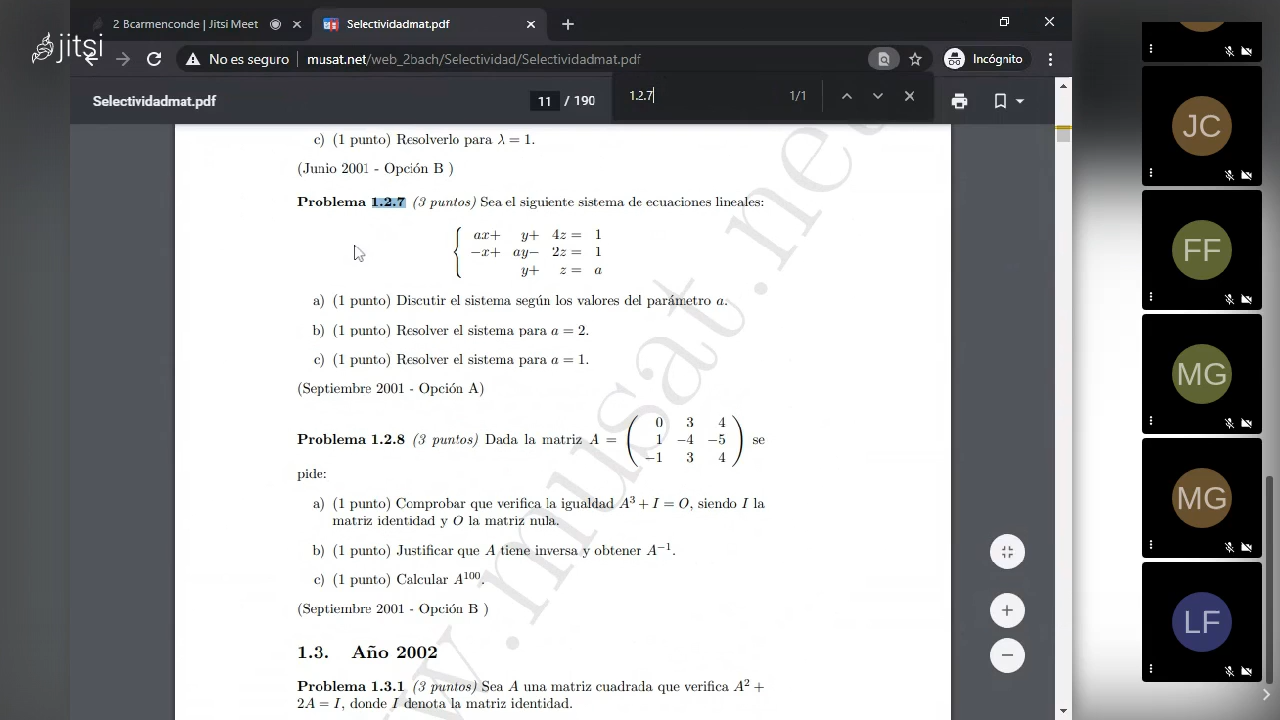 jitsi
2 Bcarmenconde | Jitsi Meet
Selectividadmat.pdf
No es seguro
musat.net/web_2bach/Selectividad/Selectividadmat.pdf
Incógnito
Selectividadmat.pdf
11 / 190
1.2.7
1/1
c) (1 punto) Resolverlo para λ = 1.
(Junio 2001 - Opción B )
Problema 1.2.7 (3 puntos) Sea el siguiente sistema de ecuaciones lineales:
ax+ y+ 4z = 1
−x+ ay− 2z = 1
y+ z = a
a) (1 punto) Discutir el sistema según los valores del parámetro a.
b) (1 punto) Resolver el sistema para a = 2.
c) (1 punto) Resolver el sistema para a = 1.
(Septiembre 2001 - Opción A)
Problema 1.2.8 (3 puntos) Dada la matriz A = ( 0 3 4
1 −4 −5
−1 3 4 ) se
pide:
a) (1 punto) Comprobar que verifica la igualdad A³ + I = O, siendo I la
matriz identidad y O la matriz nula.
b) (1 punto) Justificar que A tiene inversa y obtener A⁻¹.
c) (1 punto) Calcular A¹⁰⁰.
(Septiembre 2001 - Opción B )
1.3. Año 2002
Problema 1.3.1 (3 puntos) Sea A una matriz cuadrada que verifica A² +
2A = I, donde I denota la matriz identidad.
www.musat.net
JC
FF
MG
MG
LF